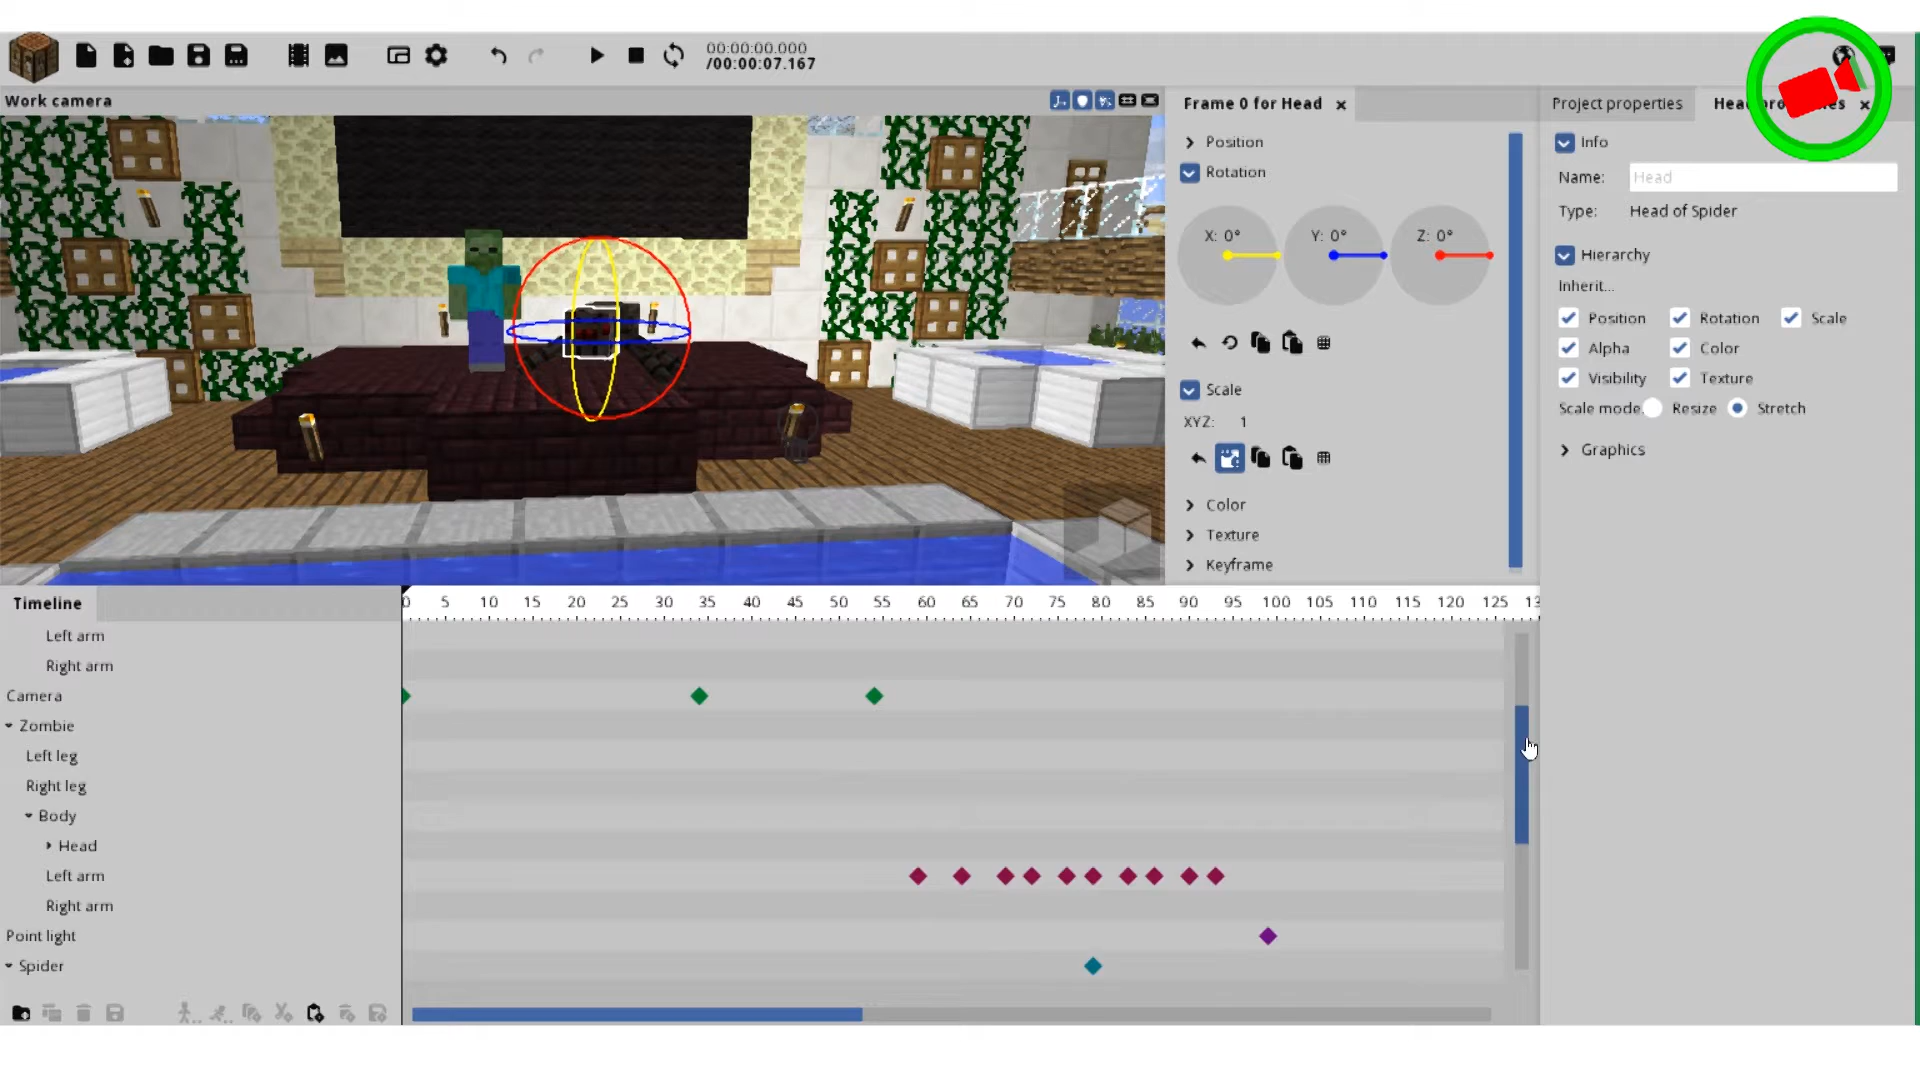 00:00:00.000
/00:00:07.167
Work camera
Frame 0 for Head
Position
Rotation
X: 0° Y: 0° Z: 0°
Scale
XYZ: 1
Color
Texture
Keyframe
Project properties
Info
Name: Head
Type: Head of Spider
Hierarchy
Inherit...
Position Rotation Scale
Alpha Color
Visibility Texture
Scale mode Resize Stretch
Graphics
Timeline
0 5 10 15 20 25 30 35 40 45 50 55 60 65 70 75 80 85 90 95 100 105 110 115 120 125
Left arm
Right arm
Camera
Zombie
Left leg
Right leg
Body
Head
Left arm
Right arm
Point light
Spider